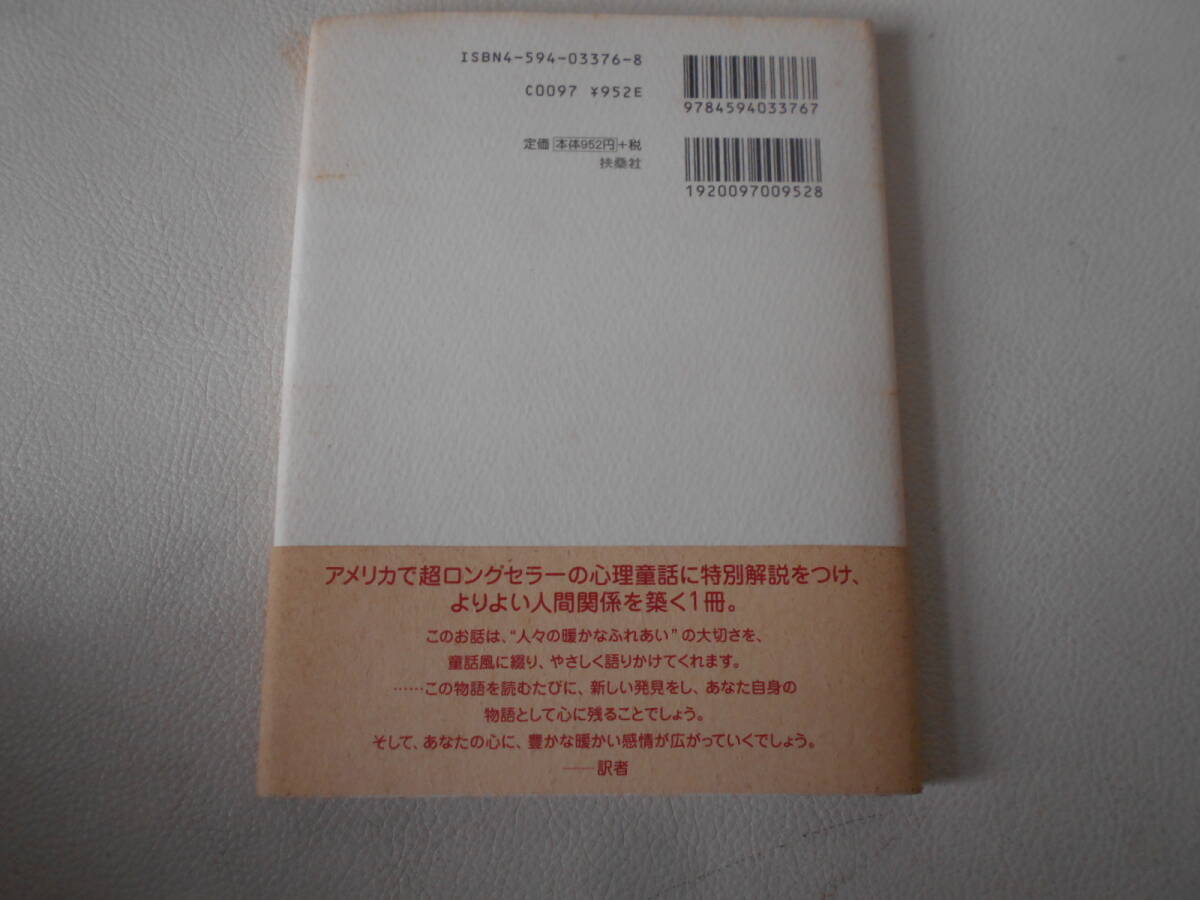 ISBN4-594-03376-8
C0097 ¥952E
9784594033767
定価 本体952円+税
扶桑社
1920097009528
アメリカで超ロングセラーの心理童話に特別解説をつけ、
よりよい人間関係を築く1冊。
このお話は、“人々の暖かなふれあい”の大切さを、
童話風に綴り、やさしく語りかけてくれます。
……この物語を読むたびに、新しい発見をし、あなた自身の
物語として心に残ることでしょう。
そして、あなたの心に、豊かな暖かい感情が広がっていくでしょう。
——訳者